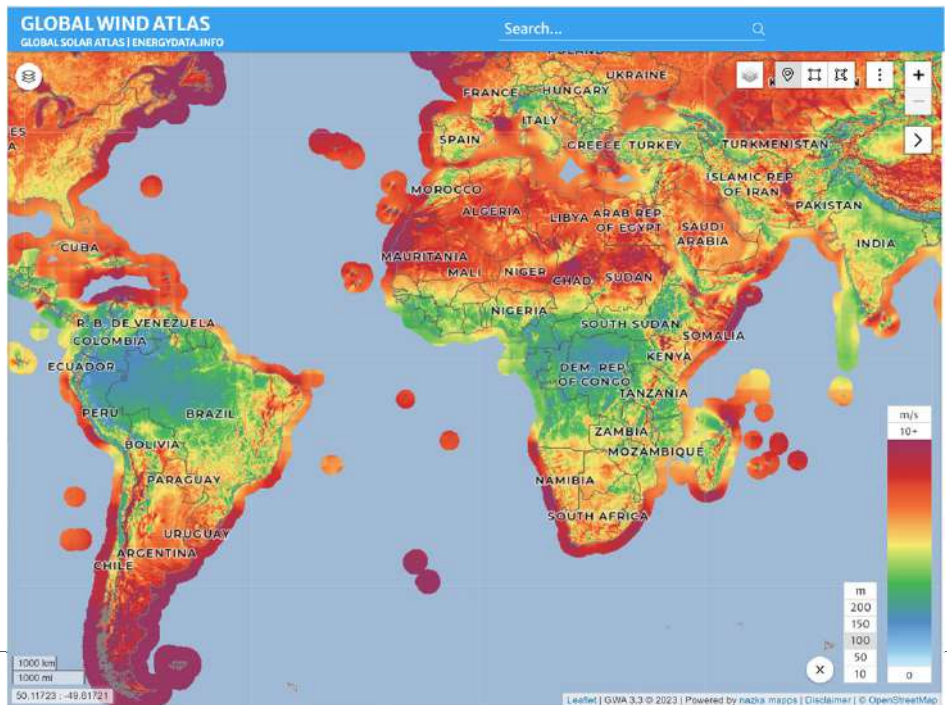 GLOBAL WIND ATLAS
GLOBAL SOLAR ATLAS | ENERGYDATA.INFO
Search...
UKRAINE
FRANCE
HUNGARY
ITALY
SPAIN
GREECE
TURKEY
TURKMENISTAN
MOROCCO
ISLAMIC REP
OF IRAN
PAKISTAN
ALGERIA
LIBYA
ARAB REP
OF EGYPT
SAUDI
ARABIA
INDIA
CUBA
MAURITANIA
MALI
NIGER
CHAD
SUDAN
NIGERIA
R. B. DE VENEZUELA
COLOMBIA
SOUTH SUDAN
SOMALIA
ECUADOR
KENYA
DEM. REP
OF CONGO
TANZANIA
PERU
BRAZIL
ZAMBIA
BOLIVIA
MOZAMBIQUE
PARAGUAY
NAMIBIA
SOUTH AFRICA
URUGUAY
ARGENTINA
CHILE
m/s
10+
0
m
200
150
100
50
10
1000 km
1000 mi
50.11723 : -49.61721
Leaflet | GWA 3.3 © 2023 | Powered by nazka mapps | Disclaimer | © OpenStreetMap